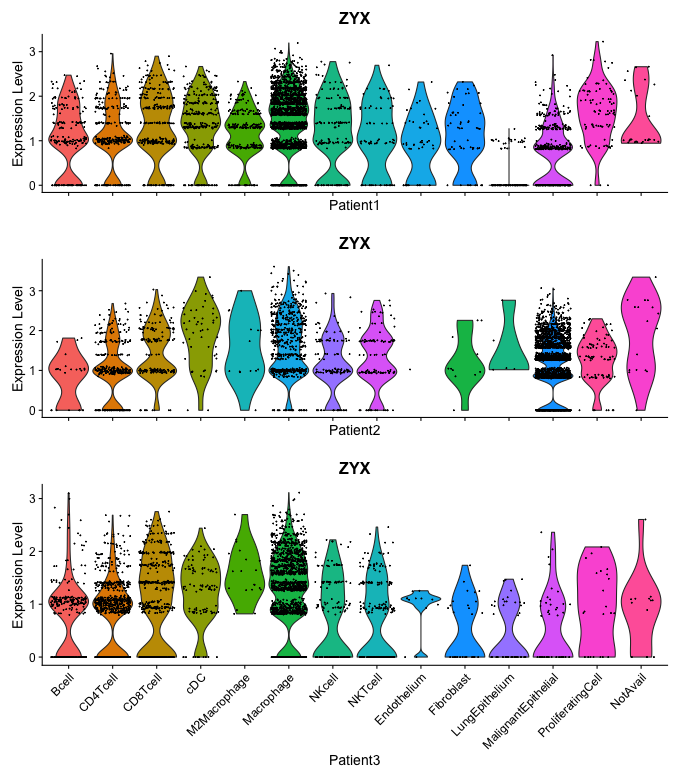 ZYX
Expression Level
3
2
1
0
Patient1
ZYX
Expression Level
3
2
1
0
Patient2
ZYX
Expression Level
3
2
1
0
Bcell
CD4Tcell
CD8Tcell
cDC
M2Macrophage
Macrophage
NKcell
NKTcell
Endothelium
Fibroblast
LungEpithelium
MalignantEpithelial
ProliferatingCell
NotAvail
Patient3